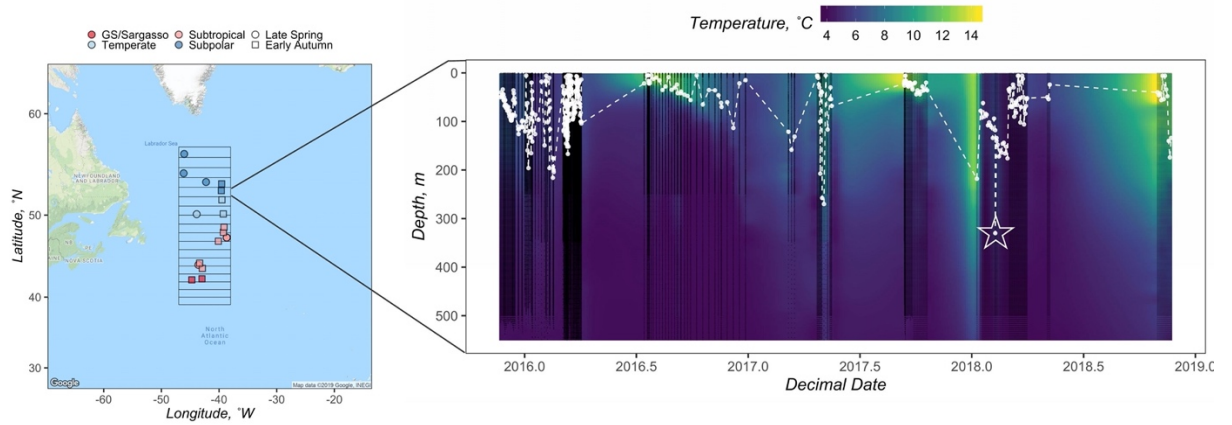 Temperature, °C
4 6 8 10 12 14
GS/Sargasso Subtropical Late Spring
Temperate Subpolar Early Autumn
Latitude, °N
60
50
40
30
Labrador Sea
NEWFOUNDLAND
AND LABRADOR
NB
PE
NOVA SCOTIA
North
Atlantic
Ocean
Google
Map data ©2019 Google, INEGI
-60 -50 -40 -30 -20
Longitude, °W
Depth, m
0
100
200
300
400
500
2016.0 2016.5 2017.0 2017.5 2018.0 2018.5 2019.0
Decimal Date